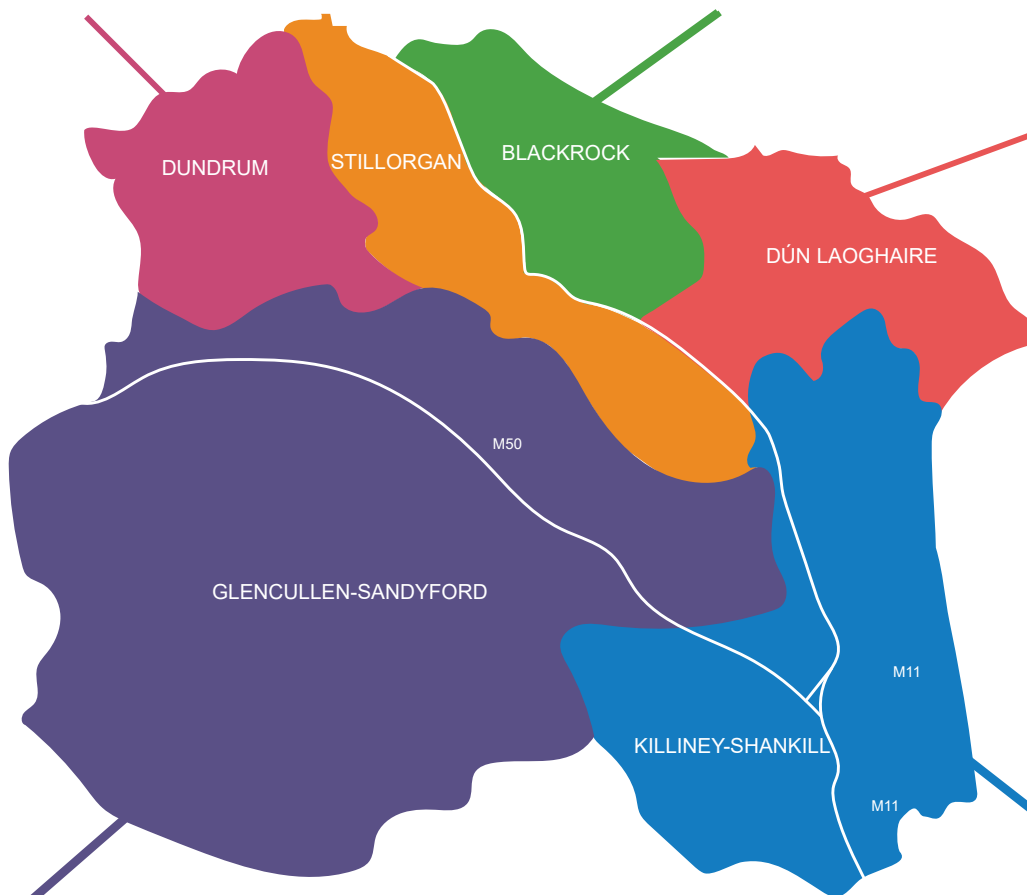 BLACKROCK
STILLORGAN
DUNDRUM
DÚN LAOGHAIRE
M50
GLENCULLEN-SANDYFORD
M11
KILLINEY-SHANKILL
M11